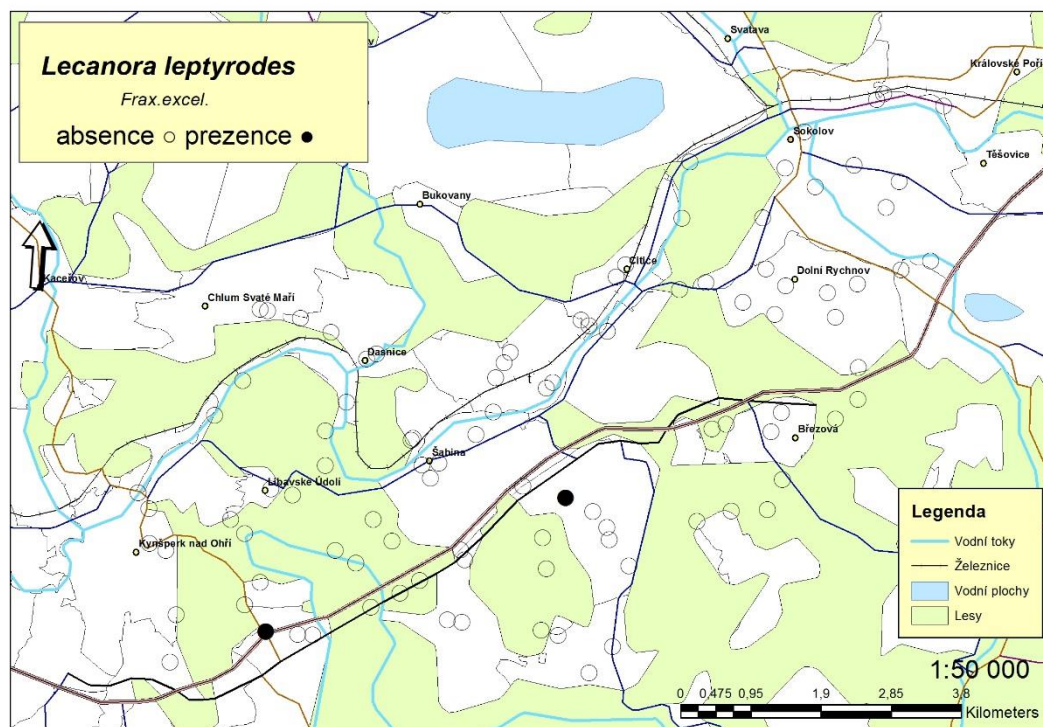 Lecanora leptyrodes
Frax.excel.
absence ○ prezence ●
Svatava
Královské Poří
Sokolov
Těšovice
Bukovany
Kaceřov
Citice
Dolní Rychnov
Chlum Svaté Maří
Dasnice
t
Březová
Šabina
Libavské Údolí
Kynšperk nad Ohří
Legenda
Vodní toky
Železnice
Vodní plochy
Lesy
1:50 000
0 0,475 0,95 1,9 2,85 3,8
Kilometers